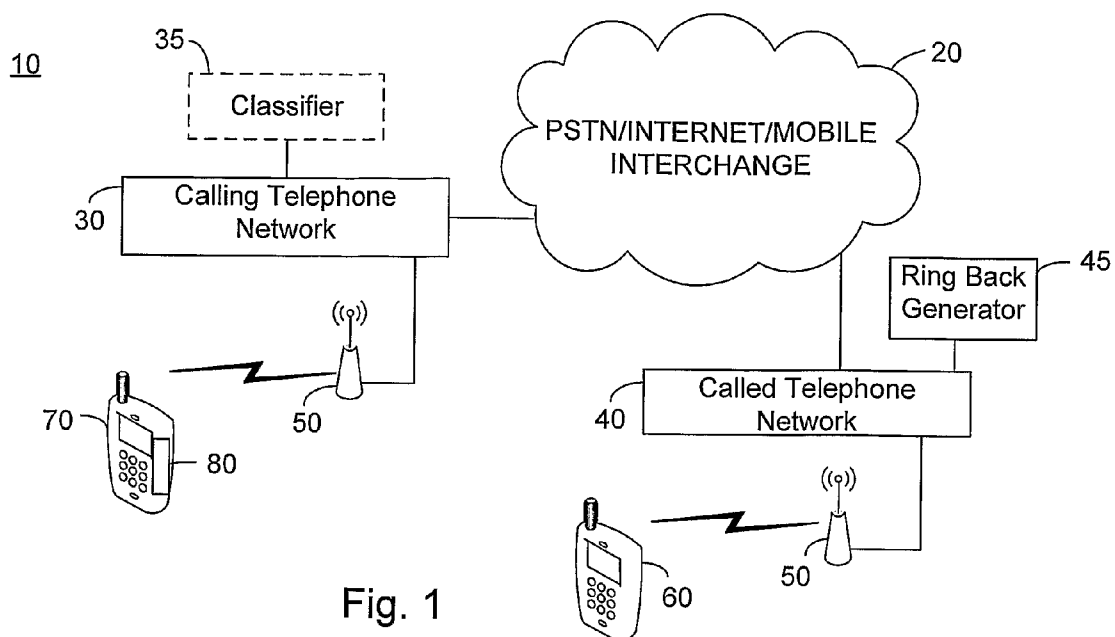 10
35
Classifier
20
PSTN/INTERNET/MOBILE
INTERCHANGE
30
Calling Telephone
Network
45
Ring Back
Generator
50
70
80
40
Called Telephone
Network
50
60
Fig. 1